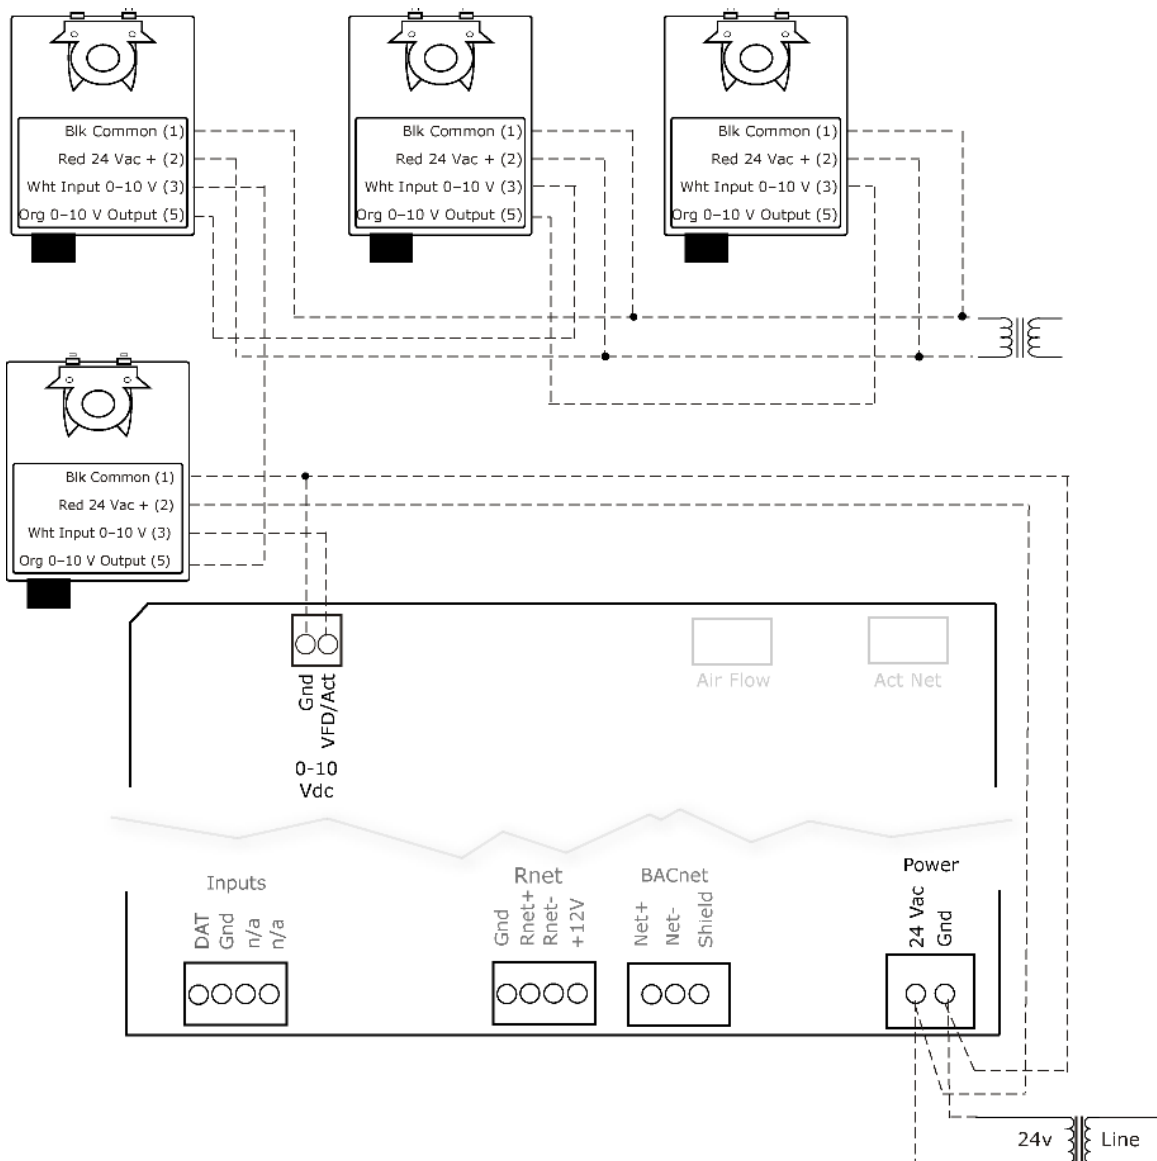 Blk Common (1)
Red 24 Vac + (2)
Wht Input 0–10 V (3)
Org 0–10 V Output (5)
Blk Common (1)
Red 24 Vac + (2)
Wht Input 0–10 V (3)
Org 0–10 V Output (5)
Blk Common (1)
Red 24 Vac + (2)
Wht Input 0–10 V (3)
Org 0–10 V Output (5)
Blk Common (1)
Red 24 Vac + (2)
Wht Input 0–10 V (3)
Org 0–10 V Output (5)
Gnd
VFD/Act
0-10
Vdc
Air Flow
Act Net
Inputs
DAT
Gnd
n/a
n/a
Rnet
Gnd
Rnet+
Rnet-
+12V
BACnet
Net+
Net-
Shield
Power
24 Vac
Gnd
24v
Line